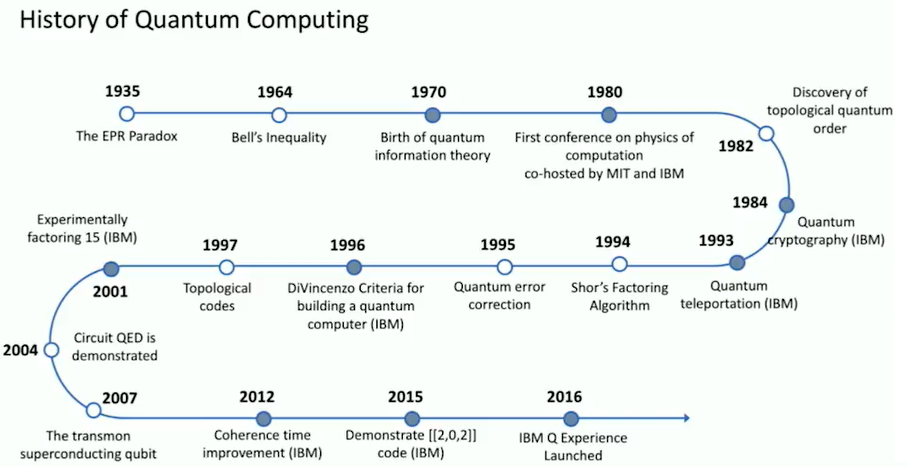 History of Quantum Computing
1935
The EPR Paradox
1964
Bell's Inequality
1970
Birth of quantum
information theory
1980
First conference on physics of
computation
co-hosted by MIT and IBM
Discovery of
topological quantum
order
1982
1984
Quantum
cryptography (IBM)
1993
Quantum
teleportation (IBM)
1994
Shor's Factoring
Algorithm
1995
Quantum error
correction
1996
DiVincenzo Criteria for
building a quantum
computer (IBM)
1997
Topological
codes
Experimentally
factoring 15 (IBM)
2001
2004
Circuit QED is
demonstrated
2007
The transmon
superconducting qubit
2012
Coherence time
improvement (IBM)
2015
Demonstrate [[2,0,2]]
code (IBM)
2016
IBM Q Experience
Launched